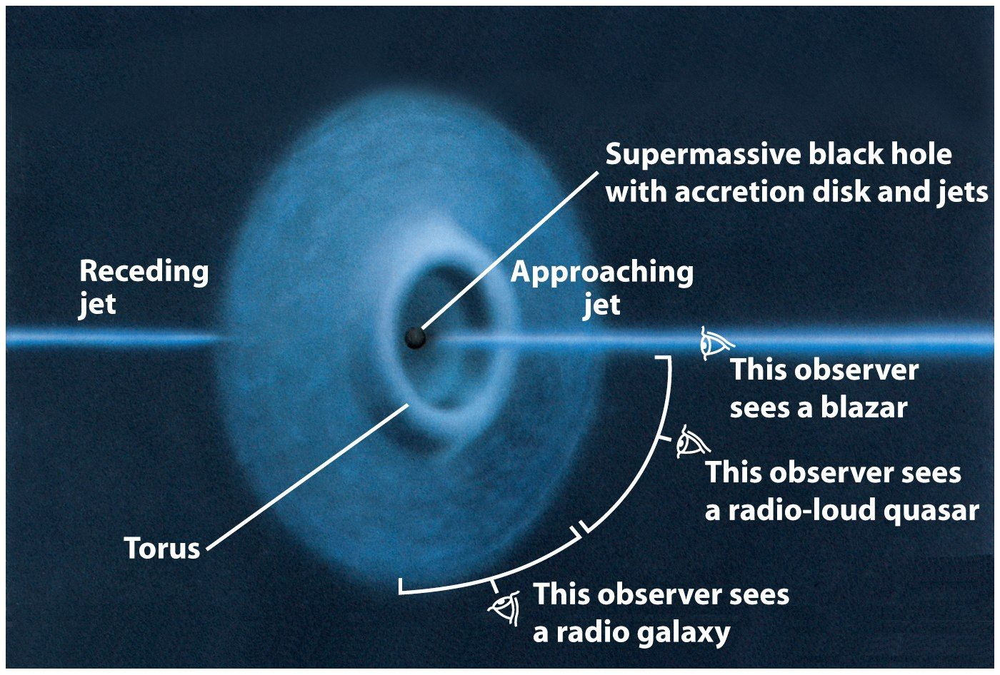 Supermassive black hole
with accretion disk and jets
Receding
jet
Approaching
jet
This observer
sees a blazar
This observer sees
a radio-loud quasar
Torus
This observer sees
a radio galaxy